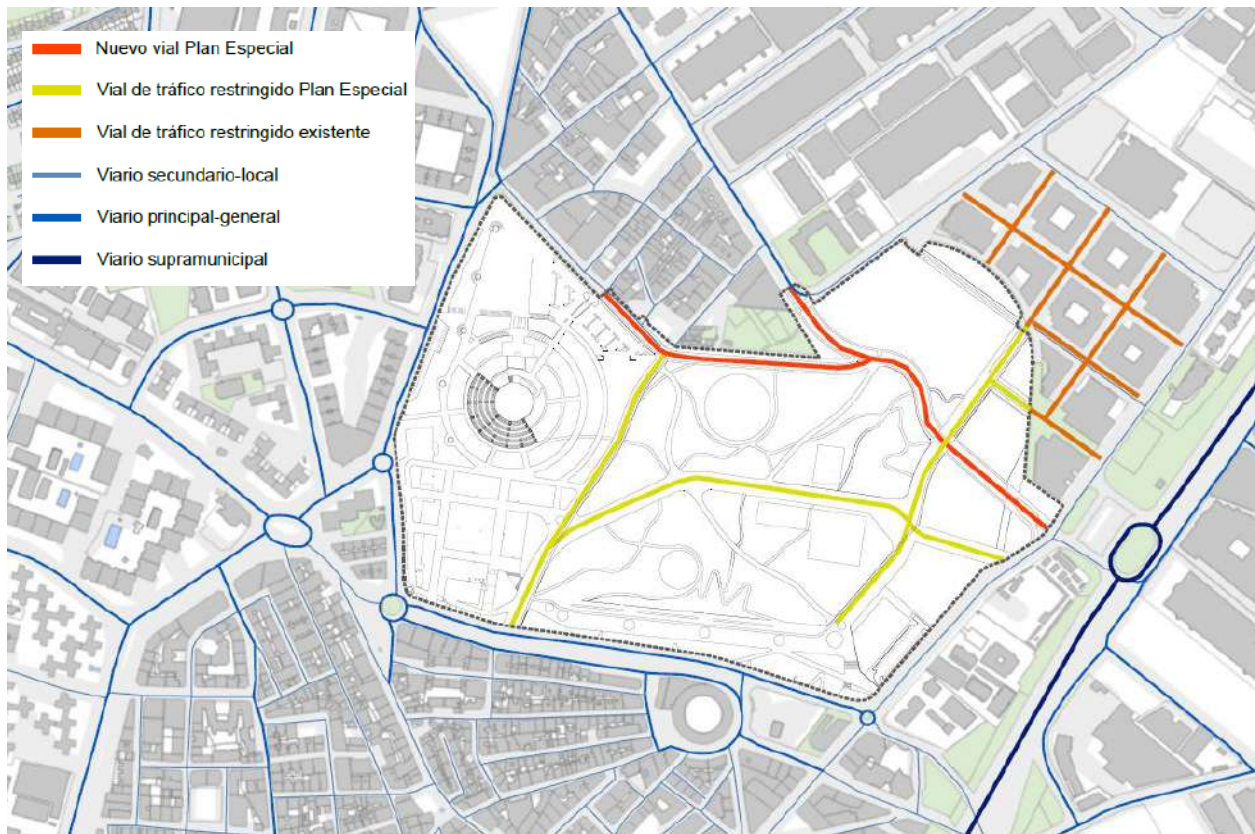 Nuevo vial Plan Especial
Vial de tráfico restringido Plan Especial
Vial de tráfico restringido existente
Viario secundario-local
Viario principal-general
Viario supramunicipal